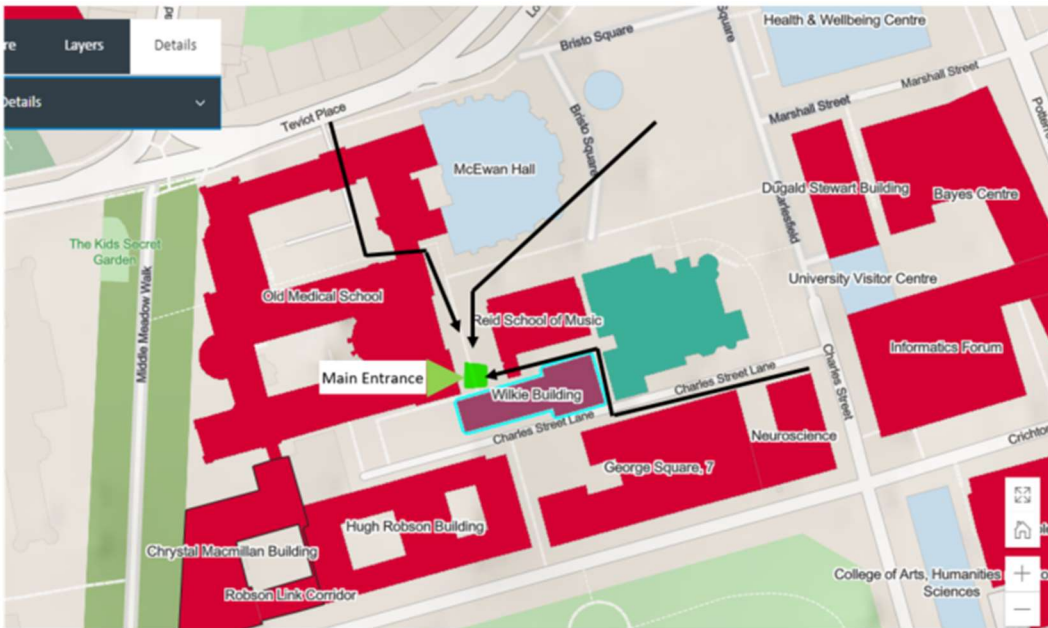 re
Layers
Details
Details
Health & Wellbeing Centre
Bristo Square
Square
Marshall Street
Marshall Street
Teviot Place
Bristo Square
McEwan Hall
Dugald Stewart Building
Bayes Centre
Charlesfield
The Kids Secret
Garden
University Visitor Centre
Old Medical School
Middle Meadow Walk
Reid School of Music
Informatics Forum
Main Entrance
Wilkie Building
Charles Street Lane
Charles Street
Charles Street Lane
Neuroscience
George Square, 7
Crichto
Hugh Robson Building
Chrystal Macmillan Building
Robson Link Corridor
College of Arts, Humanities
Sciences